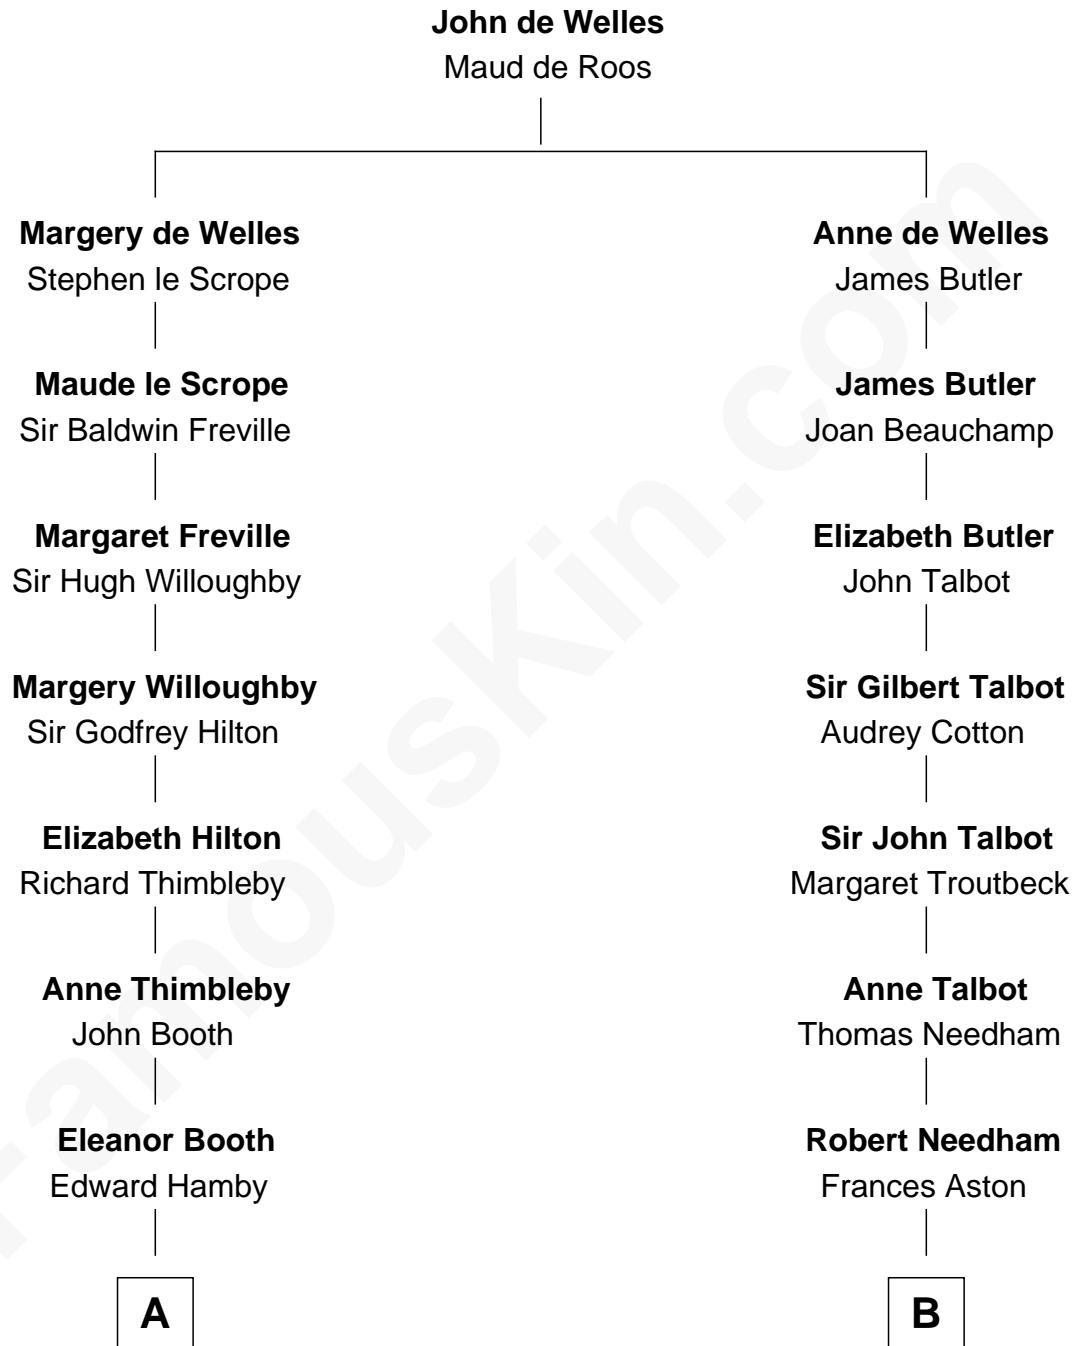 John de Welles
Maud de Roos
Margery de Welles
Stephen le Scrope
Anne de Welles
James Butler
Maude le Scrope
Sir Baldwin Freville
James Butler
Joan Beauchamp
Margaret Freville
Sir Hugh Willoughby
Elizabeth Butler
John Talbot
Margery Willoughby
Sir Godfrey Hilton
Sir Gilbert Talbot
Audrey Cotton
Elizabeth Hilton
Richard Thimbleby
Sir John Talbot
Margaret Troutbeck
Anne Thimbleby
John Booth
Anne Talbot
Thomas Needham
Eleanor Booth
Edward Hamby
Robert Needham
Frances Aston
A
B
FamousKin.com